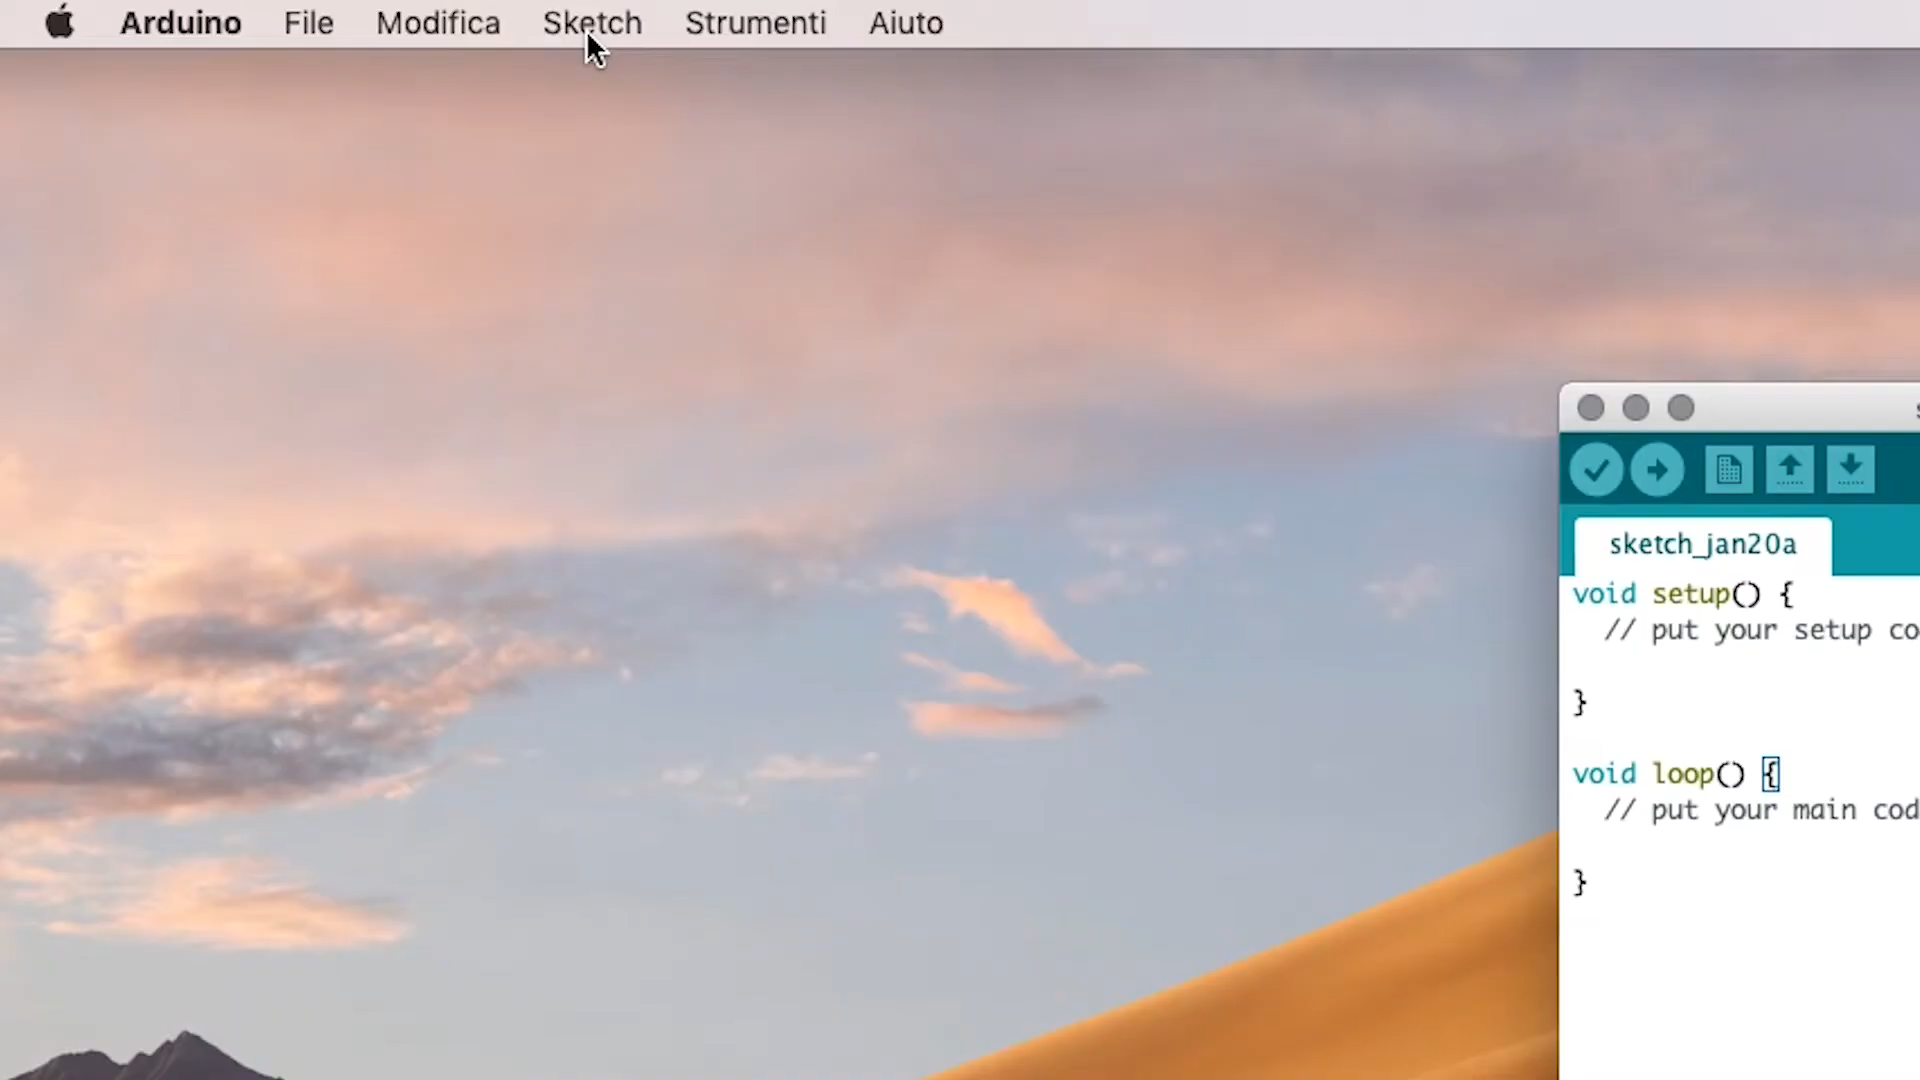 Arduino File Modifica Sketch Strumenti Aiuto
sketch_jan20a
void setup() {
// put your setup co
}
void loop() {
// put your main cod
}